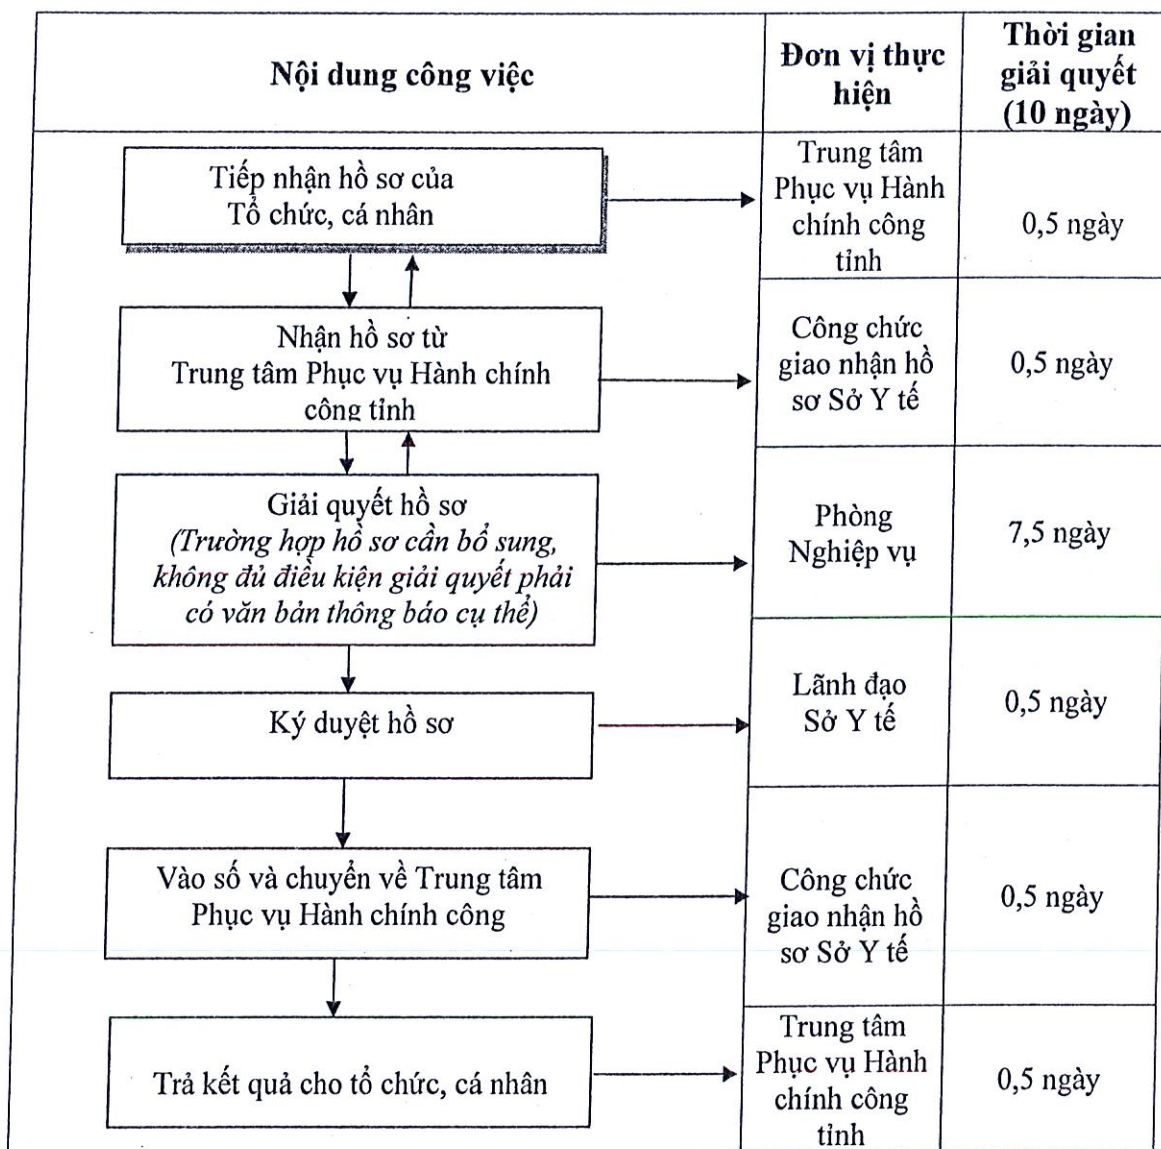 Nội dung công việc
Đơn vị thực
hiện
Thời gian
giải quyết
(10 ngày)
Tiếp nhận hồ sơ của
Tổ chức, cá nhân
Trung tâm
Phục vụ Hành
chính công
tỉnh
0,5 ngày
Nhận hồ sơ từ
Trung tâm Phục vụ Hành chính
công tỉnh
Công chức
giao nhận hồ
sơ Sở Y tế
0,5 ngày
Giải quyết hồ sơ
(Trường hợp hồ sơ cần bổ sung,
không đủ điều kiện giải quyết phải
có văn bản thông báo cụ thể)
Phòng
Nghiệp vụ
7,5 ngày
Ký duyệt hồ sơ
Lãnh đạo
Sở Y tế
0,5 ngày
Vào số và chuyển về Trung tâm
Phục vụ Hành chính công
Công chức
giao nhận hồ
sơ Sở Y tế
0,5 ngày
Trả kết quả cho tổ chức, cá nhân
Trung tâm
Phục vụ Hành
chính công
tỉnh
0,5 ngày